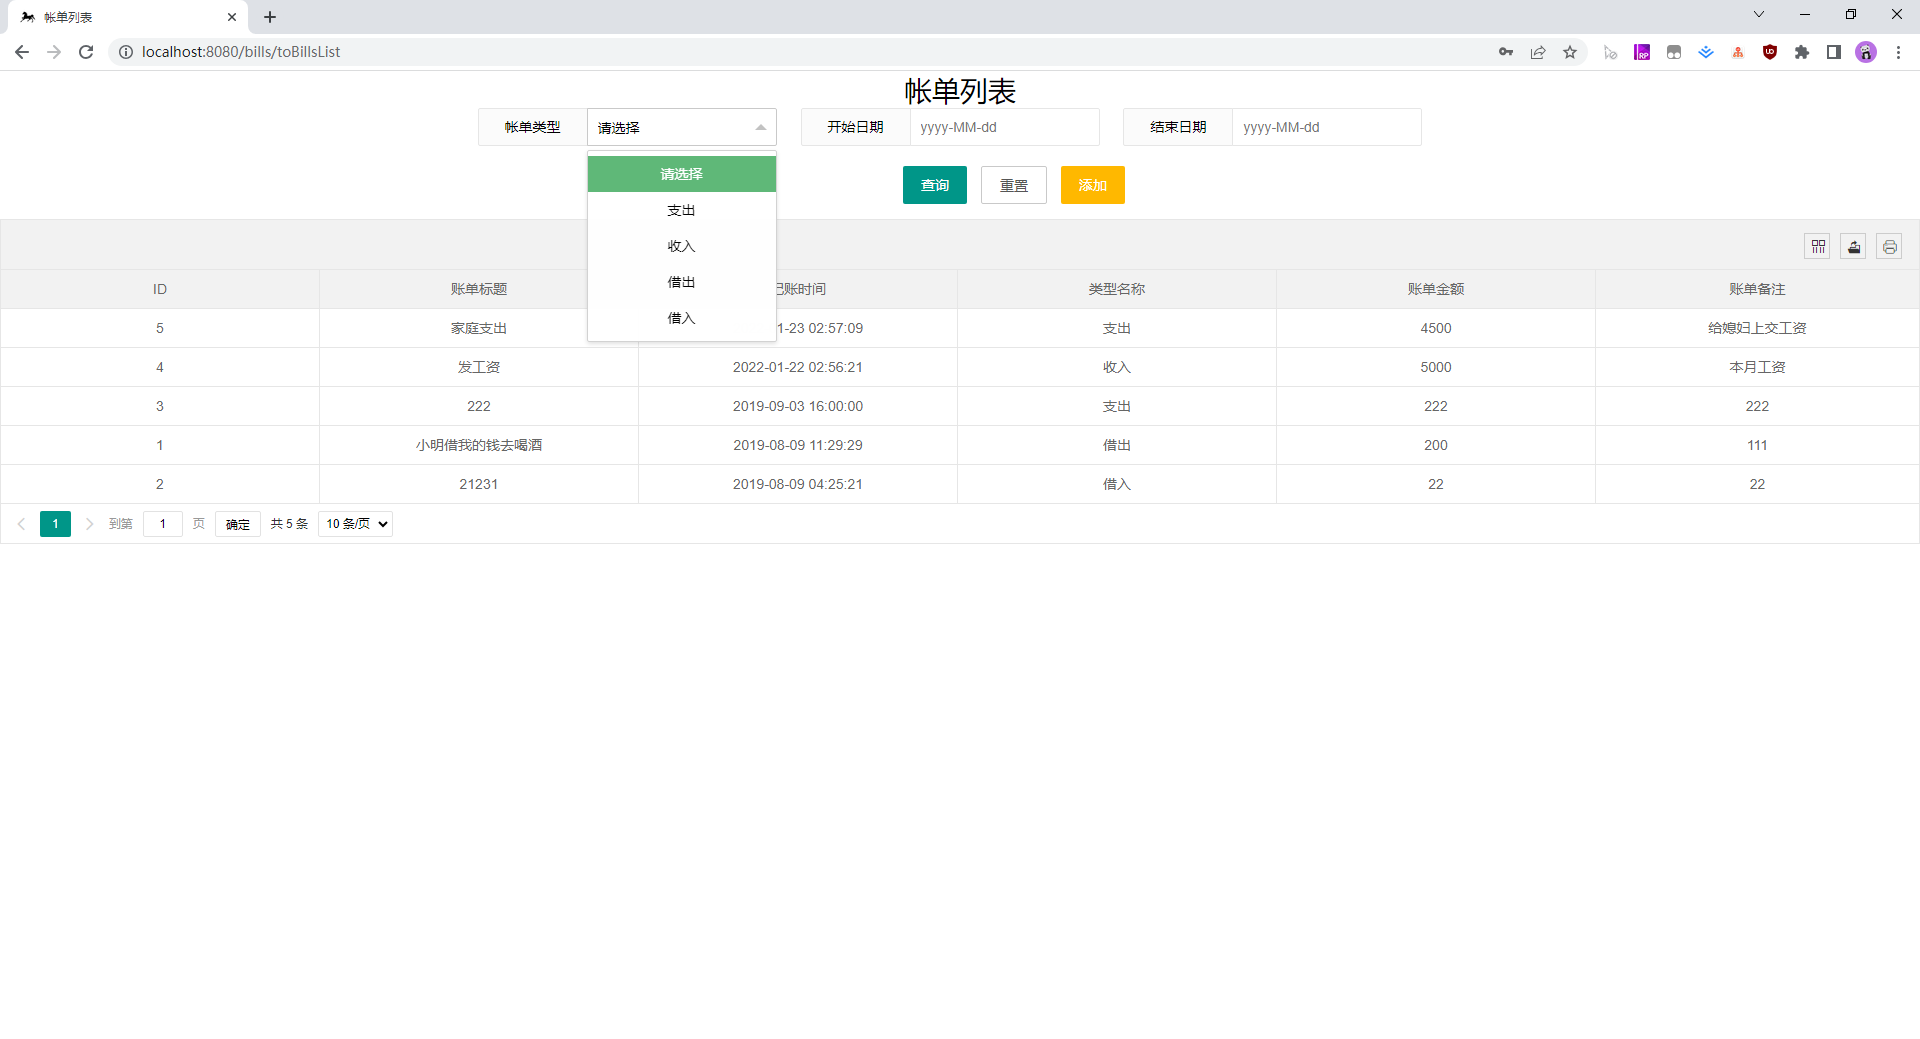 帐单列表
localhost:8080/bills/toBillsList
帐单列表
帐单类型 请选择 开始日期 yyyy-MM-dd 结束日期 yyyy-MM-dd
请选择
支出
收入
借出
借入
查询 重置 添加
ID 账单标题 记账时间 类型名称 账单金额 账单备注
5 家庭支出 1-23 02:57:09 支出 4500 给媳妇上交工资
4 发工资 2022-01-22 02:56:21 收入 5000 本月工资
3 222 2019-09-03 16:00:00 支出 222 222
1 小明借我的钱去喝酒 2019-08-09 11:29:29 借出 200 111
2 21231 2019-08-09 04:25:21 借入 22 22
1 到第 1 页 确定 共 5 条 10 条/页